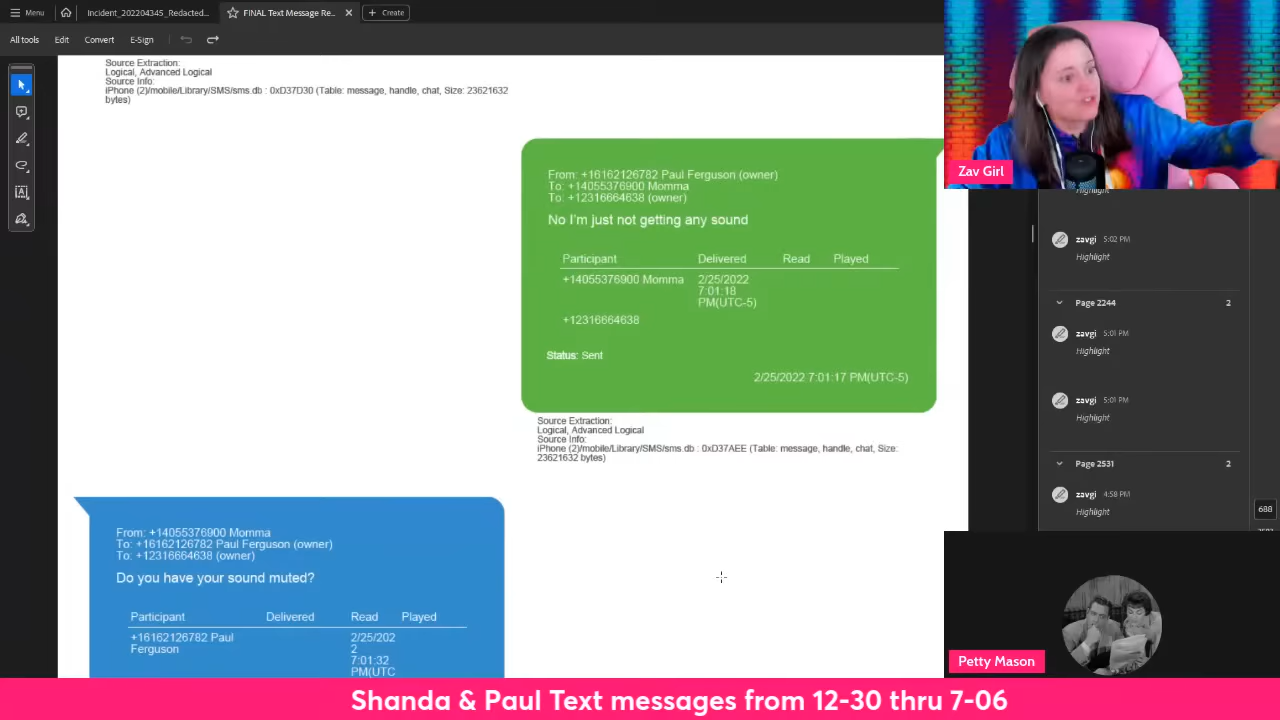 Menu
Incident_202204345_Redacted...
FINAL Text Message Re...
Create
All tools
Edit
Convert
E-Sign
Source Extraction:
Logical, Advanced Logical
Source Info:
iPhone (2)/mobile/Library/SMS/sms.db : 0xD37D30 (Table: message, handle, chat, Size: 23621632
bytes)
From: +16162126782 Paul Ferguson (owner)
To: +14055376900 Momma
To: +12316664638 (owner)
No I'm just not getting any sound
Participant Delivered Read Played
+14055376900 Momma 2/25/2022
7:01:18
PM(UTC-5)
+12316664638
Status: Sent
2/25/2022 7:01:17 PM(UTC-5)
Source Extraction:
Logical, Advanced Logical
Source Info:
iPhone (2)/mobile/Library/SMS/sms.db : 0xD37AEE (Table: message, handle, chat, Size:
23621632 bytes)
From: +14055376900 Momma
To: +16162126782 Paul Ferguson (owner)
To: +12316664638 (owner)
Do you have your sound muted?
Participant Delivered Read Played
+16162126782 Paul 2/25/202
Ferguson 2
7:01:32
PM(UTC
Zav Girl
Highlight
zavgi 5:02 PM
Highlight
Page 2244 2
zavgi 5:01 PM
Highlight
zavgi 5:01 PM
Highlight
Page 2531 2
zavgi 4:58 PM
Highlight
688
Petty Mason
Shanda & Paul Text messages from 12-30 thru 7-06